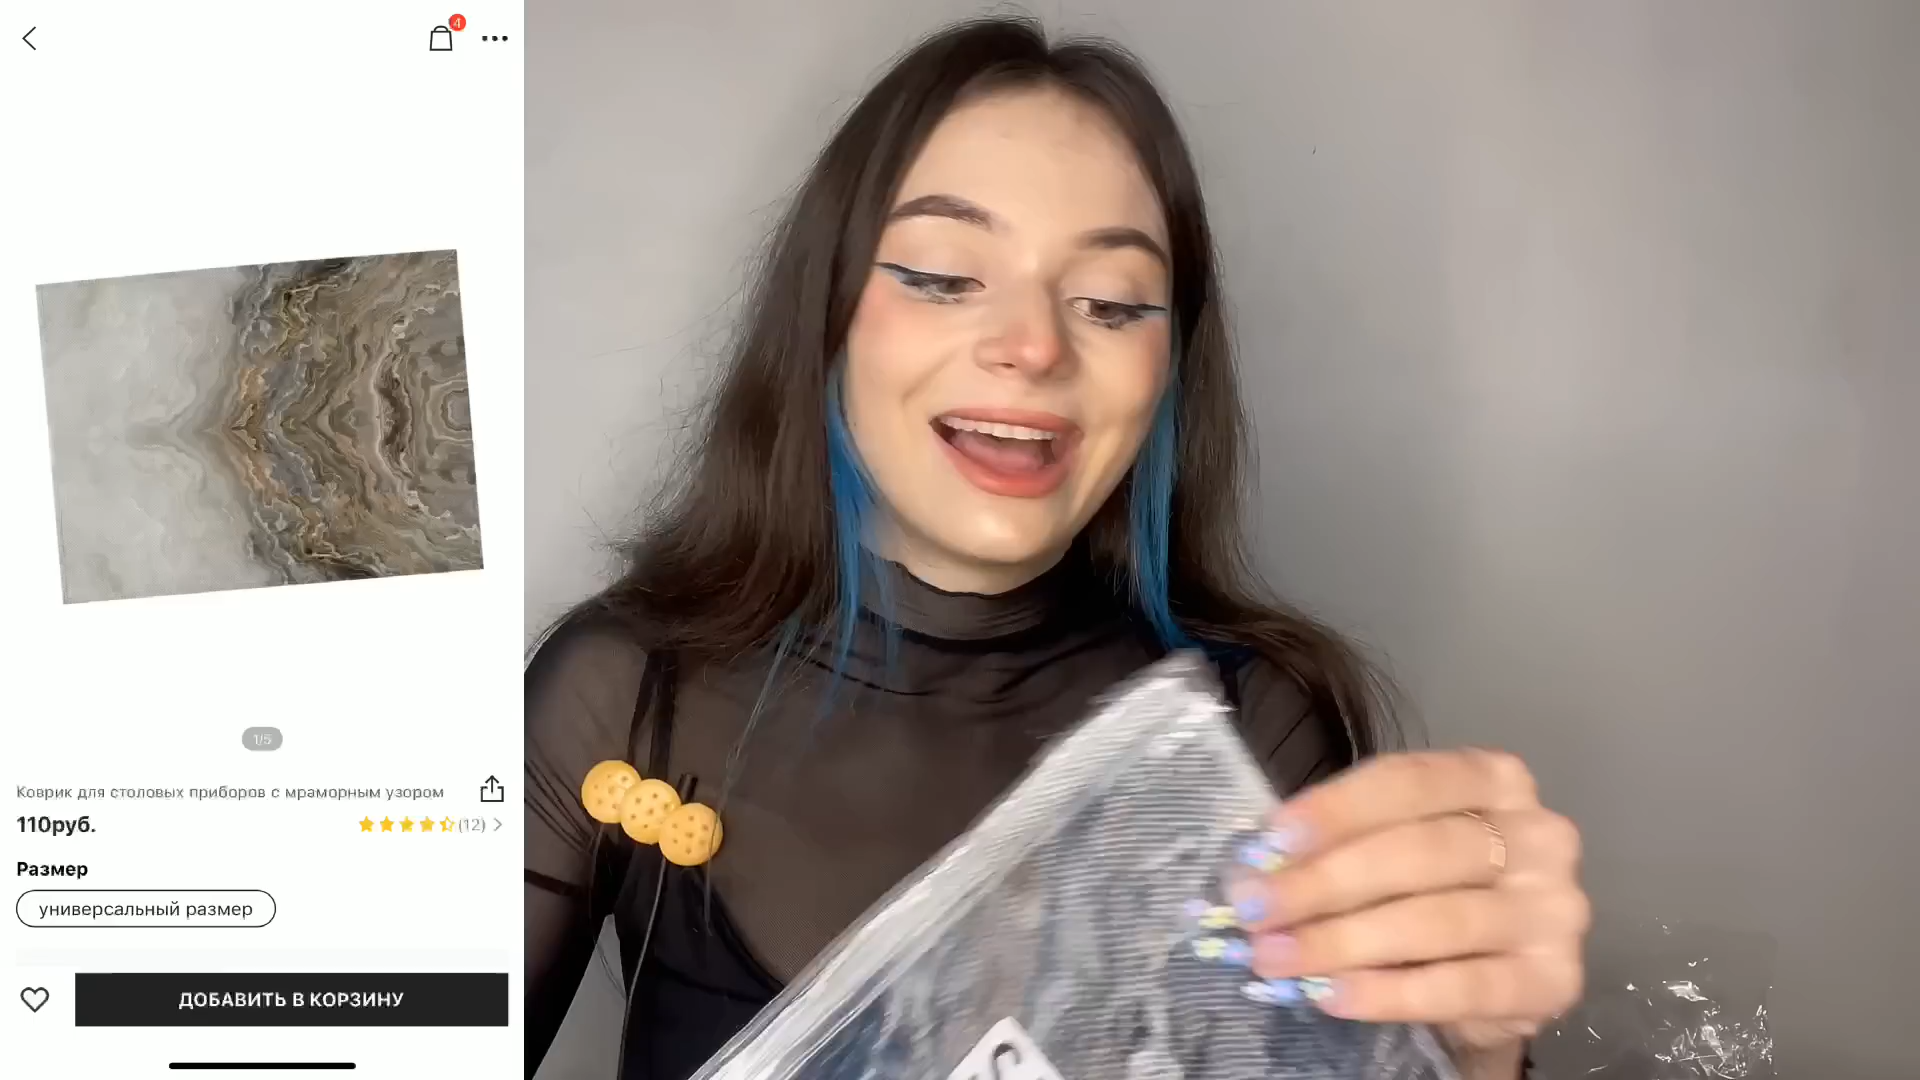 4
1/5
Коврик для столовых приборов с мраморным узором
110руб.
(12)
Размер
универсальный размер
ДОБАВИТЬ В КОРЗИНУ